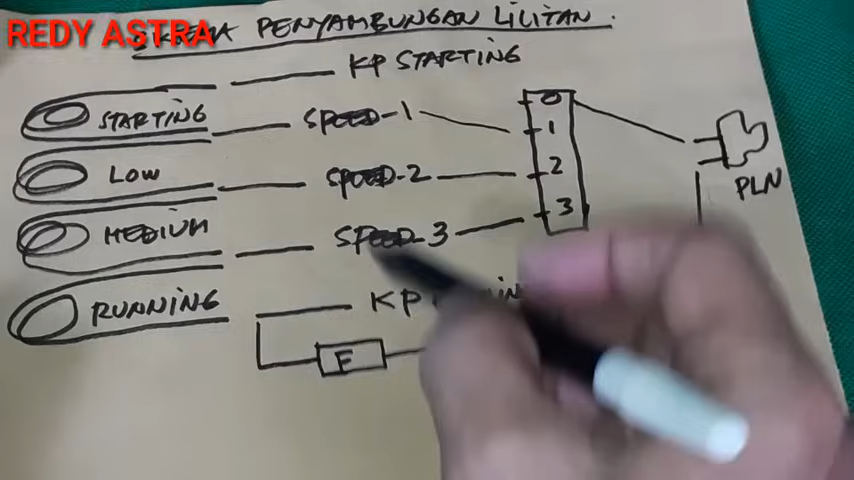 REDY ASTRA
PENYAMBUNGAN LILITAN.
KP STARTING
STARTING
SPEED-1
0
1
LOW
SPEED-2
2
PLN
MEDIUM
SPEED-3
3
RUNNING
KP
F